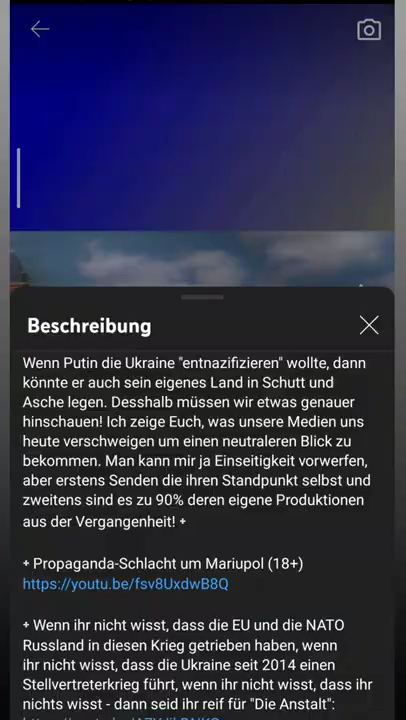 Beschreibung
Wenn Putin die Ukraine "entnazifizieren" wollte, dann
könnte er auch sein eigenes Land in Schutt und
Asche legen. Desshalb müssen wir etwas genauer
hinschauen! Ich zeige Euch, was unsere Medien uns
heute verschweigen um einen neutraleren Blick zu
bekommen. Man kann mir ja Einseitigkeit vorwerfen,
aber erstens Senden die ihren Standpunkt selbst und
zweitens sind es zu 90% deren eigene Produktionen
aus der Vergangenheit! +
+ Propaganda-Schlacht um Mariupol (18+)
https://youtu.be/fsv8UxdwB8Q
+ Wenn ihr nicht wisst, dass die EU und die NATO
Russland in diesen Krieg getrieben haben, wenn
ihr nicht wisst, dass die Ukraine seit 2014 einen
Stellvertreterkrieg führt, wenn ihr nicht wisst, dass ihr
nichts wisst - dann seid ihr reif für "Die Anstalt":